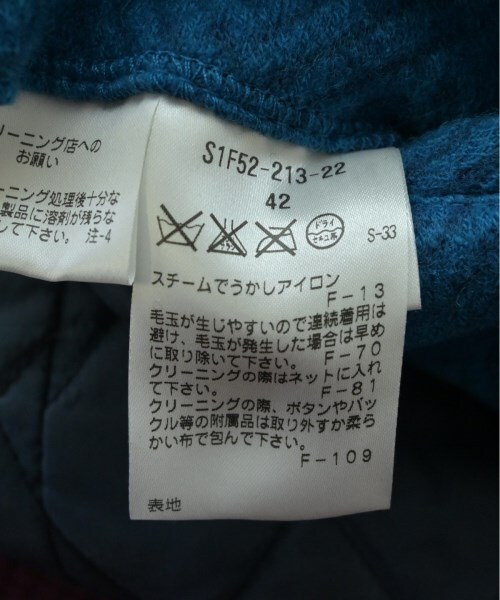 リーニング店への
お願い
ーニング処理後十分な
製品に溶剤が残らな
して下さい。 注-4
S1F52-213-22
42
ドライ
セキユ系
S-33
スチームでうかしアイロン
F-13
毛玉が生じやすいので連続着用は
避け、毛玉が発生した場合は早め
に取り除いて下さい。 F-70
クリーニングの際はネットに入れ
て下さい。 F-81
クリーニングの際、ボタンやバッ
クル等の附属品は取り外すか柔ら
かい布で包んで下さい。
F-109
表地